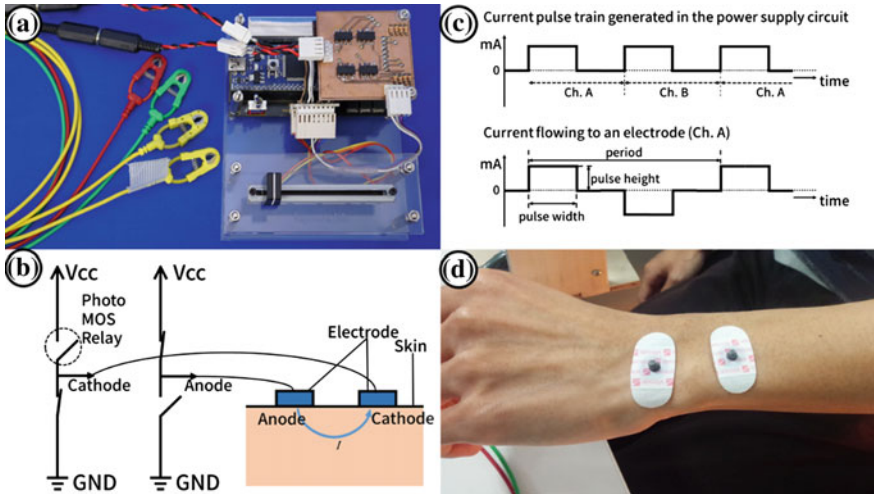 (a)
(b)
Vcc
Vcc
Photo
MOS
Relay
Cathode
Anode
GND
GND
Electrode
Skin
Anode
Cathode
I
(c)
Current pulse train generated in the power supply circuit
mA
0
time
Ch. A
Ch. B
Ch. A
Current flowing to an electrode (Ch. A)
mA
period
pulse height
0
time
pulse width
(d)